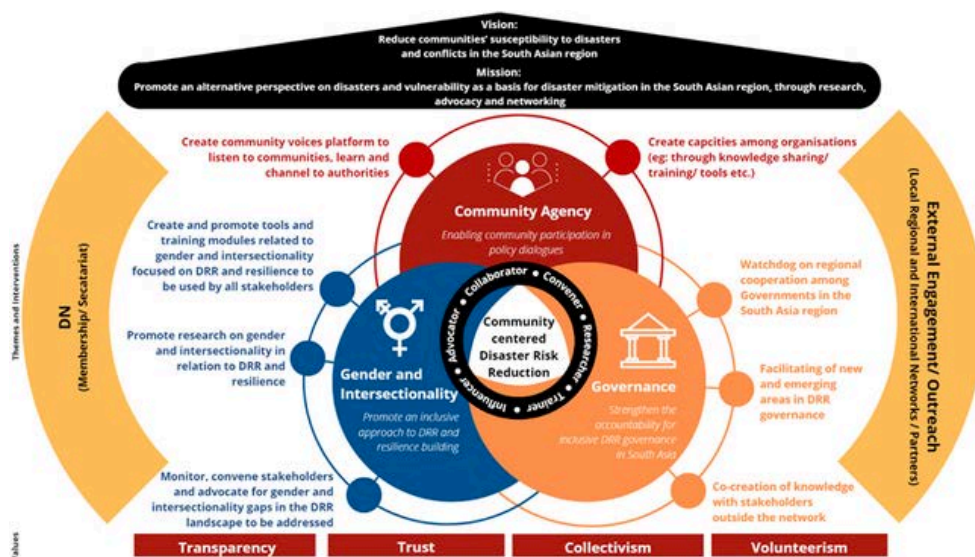 Vision:
Reduce communities' susceptibility to disasters
and conflicts in the South Asian region
Mission:
Promote an alternative perspective on disasters and vulnerability as a basis for disaster mitigation in the South Asian region, through research,
advocacy and networking
Create community voices platform to
listen to communities, learn and
channel to authorities
Create capcities among organisations
(eg: through knowledge sharing/
training/ tools etc.)
Community Agency
Enabling community participation in
policy dialogues
Create and promote tools and
training modules related to
gender and intersectionality
focused on DRR and resilience to
be used by all stakeholders
Promote research on gender
and intersectionality in
relation to DRR and
resilience
Monitor, convene stakeholders
and advocate for gender and
intersectionality gaps in the DRR
landscape to be addressed
Gender and
Intersectionality
Promote an inclusive
approach to DRR and
resilience building
Collaborator • Convener • Researcher • Trainer • Influencer • Advocator •
Community
centered
Disaster Risk
Reduction
Governance
Strengthen the
accountability for
inclusive DRR governance
in South Asia
Watchdog on regional
cooperation among
Governments in the
South Asia region
Facilitating of new
and emerging
areas in DRR
governance
Co-creation of knowledge
with stakeholders
outside the network
Themes and Interventions
DN
(Membership/ Secatariat)
External Engagement/ Outreach
(Local Regional and International Networks / Partners)
alues
Transparency
Trust
Collectivism
Volunteerism